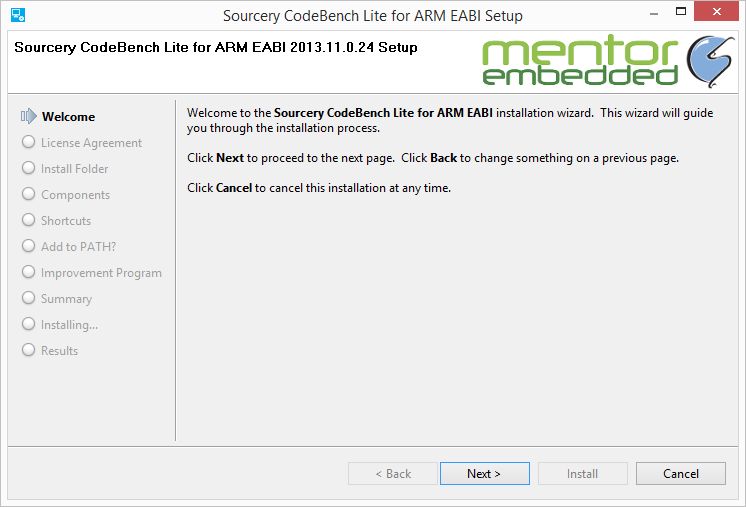 Sourcery CodeBench Lite for ARM EABI Setup
Sourcery CodeBench Lite for ARM EABI 2013.11.0.24 Setup
mentor
embedded
Welcome
License Agreement
Install Folder
Components
Shortcuts
Add to PATH?
Improvement Program
Summary
Installing...
Results
Welcome to the Sourcery CodeBench Lite for ARM EABI installation wizard.  This wizard will guide
you through the installation process.
Click Next to proceed to the next page.  Click Back to change something on a previous page.
Click Cancel to cancel this installation at any time.
< Back
Next >
Install
Cancel